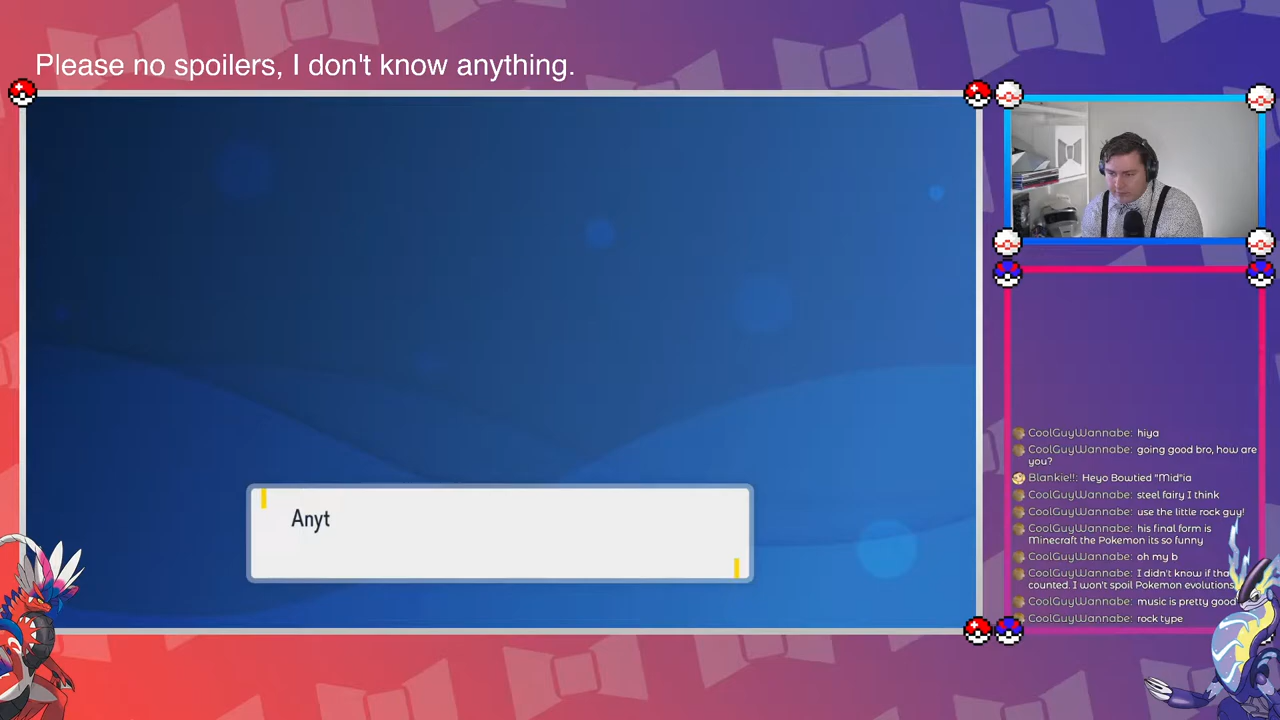 Please no spoilers, I don't know anything.
Anyt
CoolGuyWannabe: hiya
CoolGuyWannabe: going good bro, how are
you?
Blankie!!: Heyo Bowtied "Mid"ia
CoolGuyWannabe: steel fairy I think
CoolGuyWannabe: use the little rock guy!
CoolGuyWannabe: his final form is
Minecraft the Pokemon its so funny
CoolGuyWannabe: oh my b
CoolGuyWannabe: I didn't know if tha
counted. I won't spoil Pokemon evolutions,
CoolGuyWannabe: music is pretty good
CoolGuyWannabe: rock type